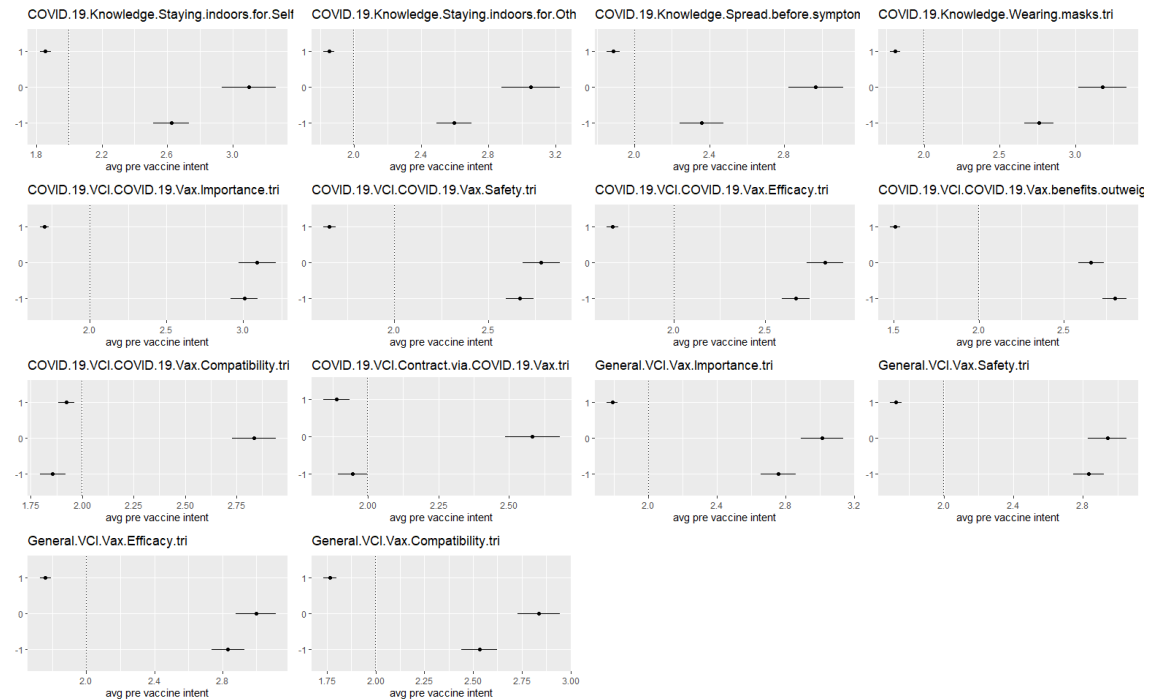 COVID.19.Knowledge.Staying.indoors.for.Self
1
0
-1
1.8 2.2 2.6 3.0
avg pre vaccine intent
COVID.19.Knowledge.Staying.indoors.for.Oth
1
0
-1
2.0 2.4 2.8 3.2
avg pre vaccine intent
COVID.19.Knowledge.Spread.before.sympton
1
0
-1
2.0 2.4 2.8
avg pre vaccine intent
COVID.19.Knowledge.Wearing.masks.tri
1
0
-1
2.0 2.5 3.0
avg pre vaccine intent
COVID.19.VCI.COVID.19.Vax.Importance.tri
1
0
-1
2.0 2.5 3.0
avg pre vaccine intent
COVID.19.VCI.COVID.19.Vax.Safety.tri
1
0
-1
2.0 2.5
avg pre vaccine intent
COVID.19.VCI.COVID.19.Vax.Efficacy.tri
1
0
-1
2.0 2.5
avg pre vaccine intent
COVID.19.VCI.COVID.19.Vax.benefits.outweig
1
0
-1
1.5 2.0 2.5
avg pre vaccine intent
COVID.19.VCI.COVID.19.Vax.Compatibility.tri
1
0
-1
1.75 2.00 2.25 2.50 2.75
avg pre vaccine intent
COVID.19.VCI.Contract.via.COVID.19.Vax.tri
1
0
-1
2.00 2.25 2.50
avg pre vaccine intent
General.VCI.Vax.Importance.tri
1
0
-1
2.0 2.4 2.8 3.2
avg pre vaccine intent
General.VCI.Vax.Safety.tri
1
0
-1
2.0 2.4 2.8
avg pre vaccine intent
General.VCI.Vax.Efficacy.tri
1
0
-1
2.0 2.4 2.8
avg pre vaccine intent
General.VCI.Vax.Compatibility.tri
1
0
-1
1.75 2.00 2.25 2.50 2.75 3.00
avg pre vaccine intent